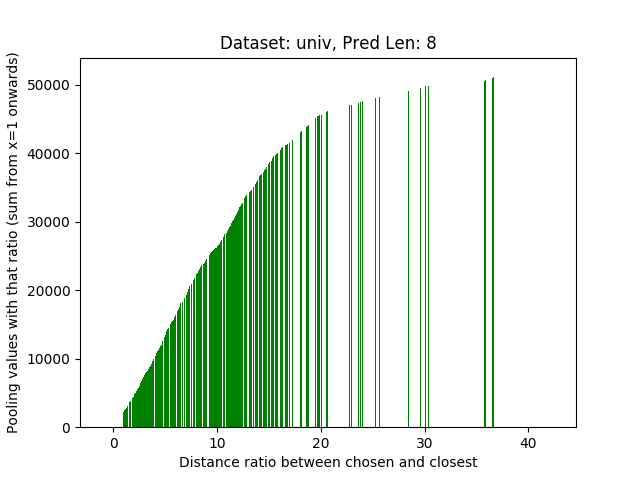 Dataset: univ, Pred Len: 8
Pooling values with that ratio (sum from x=1 onwards)
50000
40000
30000
20000
10000
0
0 10 20 30 40
Distance ratio between chosen and closest